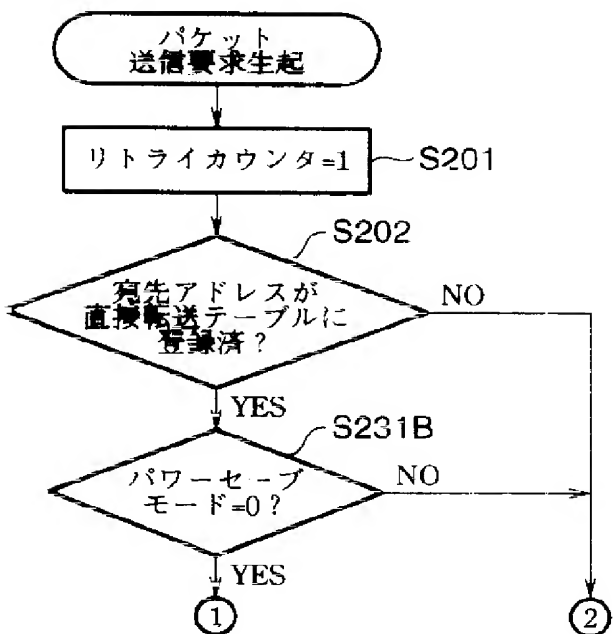 パケット
送信要求生起
リトライカウンタ=1
S201
S202
宛先アドレスが
直接転送テーブルに
登録済?
NO
YES
S231B
パワーセーブ
モード=0?
NO
YES
1
2